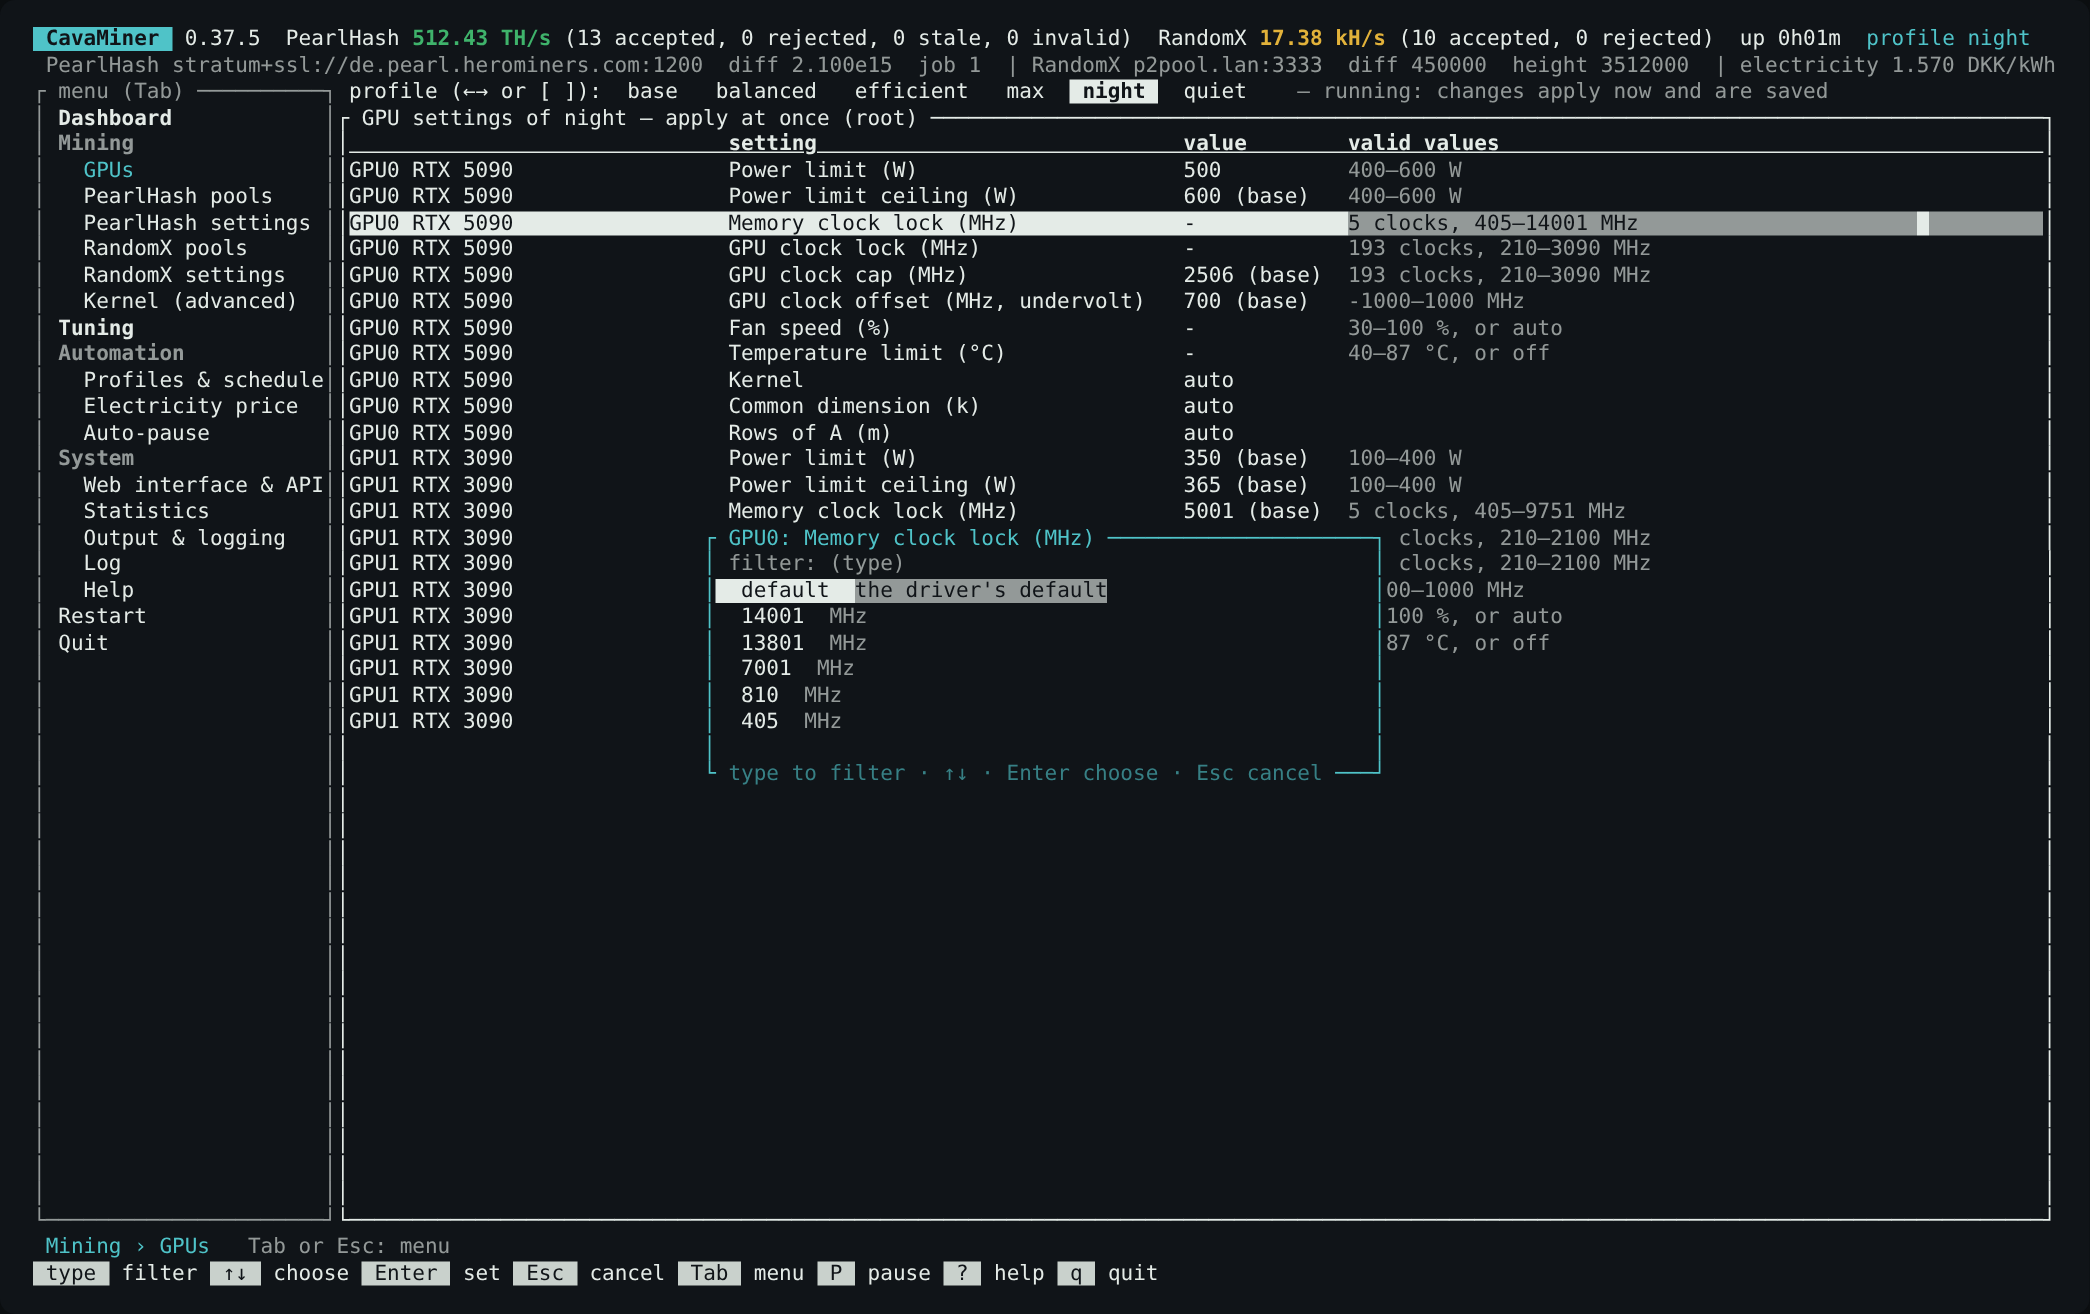 CavaMiner 0.37.5 PearlHash 512.43 TH/s (13 accepted, 0 rejected, 0 stale, 0 invalid) RandomX 17.38 kH/s (10 accepted, 0 rejected) up 0h01m profile night
PearlHash stratum+ssl://de.pearl.herominers.com:1200 diff 2.100e15 job 1 | RandomX p2pool.lan:3333 diff 450000 height 3512000 | electricity 1.570 DKK/kWh
menu (Tab)
Dashboard
Mining
GPUs
PearlHash pools
PearlHash settings
RandomX pools
RandomX settings
Kernel (advanced)
Tuning
Automation
Profiles & schedule
Electricity price
Auto-pause
System
Web interface & API
Statistics
Output & logging
Log
Help
Restart
Quit
profile (←→ or [ ]): base balanced efficient max night quiet — running: changes apply now and are saved
GPU settings of night — apply at once (root)
setting value valid values
GPU0 RTX 5090 Power limit (W) 500 400–600 W
GPU0 RTX 5090 Power limit ceiling (W) 600 (base) 400–600 W
GPU0 RTX 5090 Memory clock lock (MHz) - 5 clocks, 405–14001 MHz
GPU0 RTX 5090 GPU clock lock (MHz) - 193 clocks, 210–3090 MHz
GPU0 RTX 5090 GPU clock cap (MHz) 2506 (base) 193 clocks, 210–3090 MHz
GPU0 RTX 5090 GPU clock offset (MHz, undervolt) 700 (base) -1000–1000 MHz
GPU0 RTX 5090 Fan speed (%) - 30–100 %, or auto
GPU0 RTX 5090 Temperature limit (°C) - 40–87 °C, or off
GPU0 RTX 5090 Kernel auto
GPU0 RTX 5090 Common dimension (k) auto
GPU0 RTX 5090 Rows of A (m) auto
GPU1 RTX 3090 Power limit (W) 350 (base) 100–400 W
GPU1 RTX 3090 Power limit ceiling (W) 365 (base) 100–400 W
GPU1 RTX 3090 Memory clock lock (MHz) 5001 (base) 5 clocks, 405–9751 MHz
GPU1 RTX 3090 clocks, 210–2100 MHz
GPU1 RTX 3090 clocks, 210–2100 MHz
GPU1 RTX 3090 00–1000 MHz
GPU1 RTX 3090 100 %, or auto
GPU1 RTX 3090 87 °C, or off
GPU1 RTX 3090
GPU1 RTX 3090
GPU1 RTX 3090
GPU0: Memory clock lock (MHz)
filter: (type)
default the driver's default
14001 MHz
13801 MHz
7001 MHz
810 MHz
405 MHz
type to filter · ↑↓ · Enter choose · Esc cancel
Mining › GPUs Tab or Esc: menu
type filter ↑↓ choose Enter set Esc cancel Tab menu P pause ? help q quit